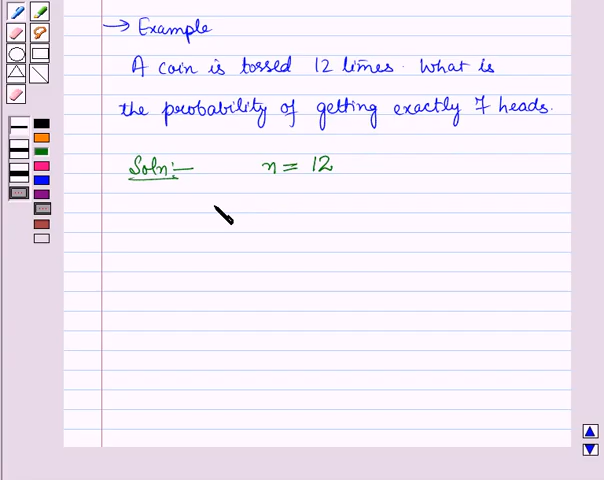 → Example
A coin is tossed 12 times. What is
the probability of getting exactly 7 heads.
Soln:- n = 12